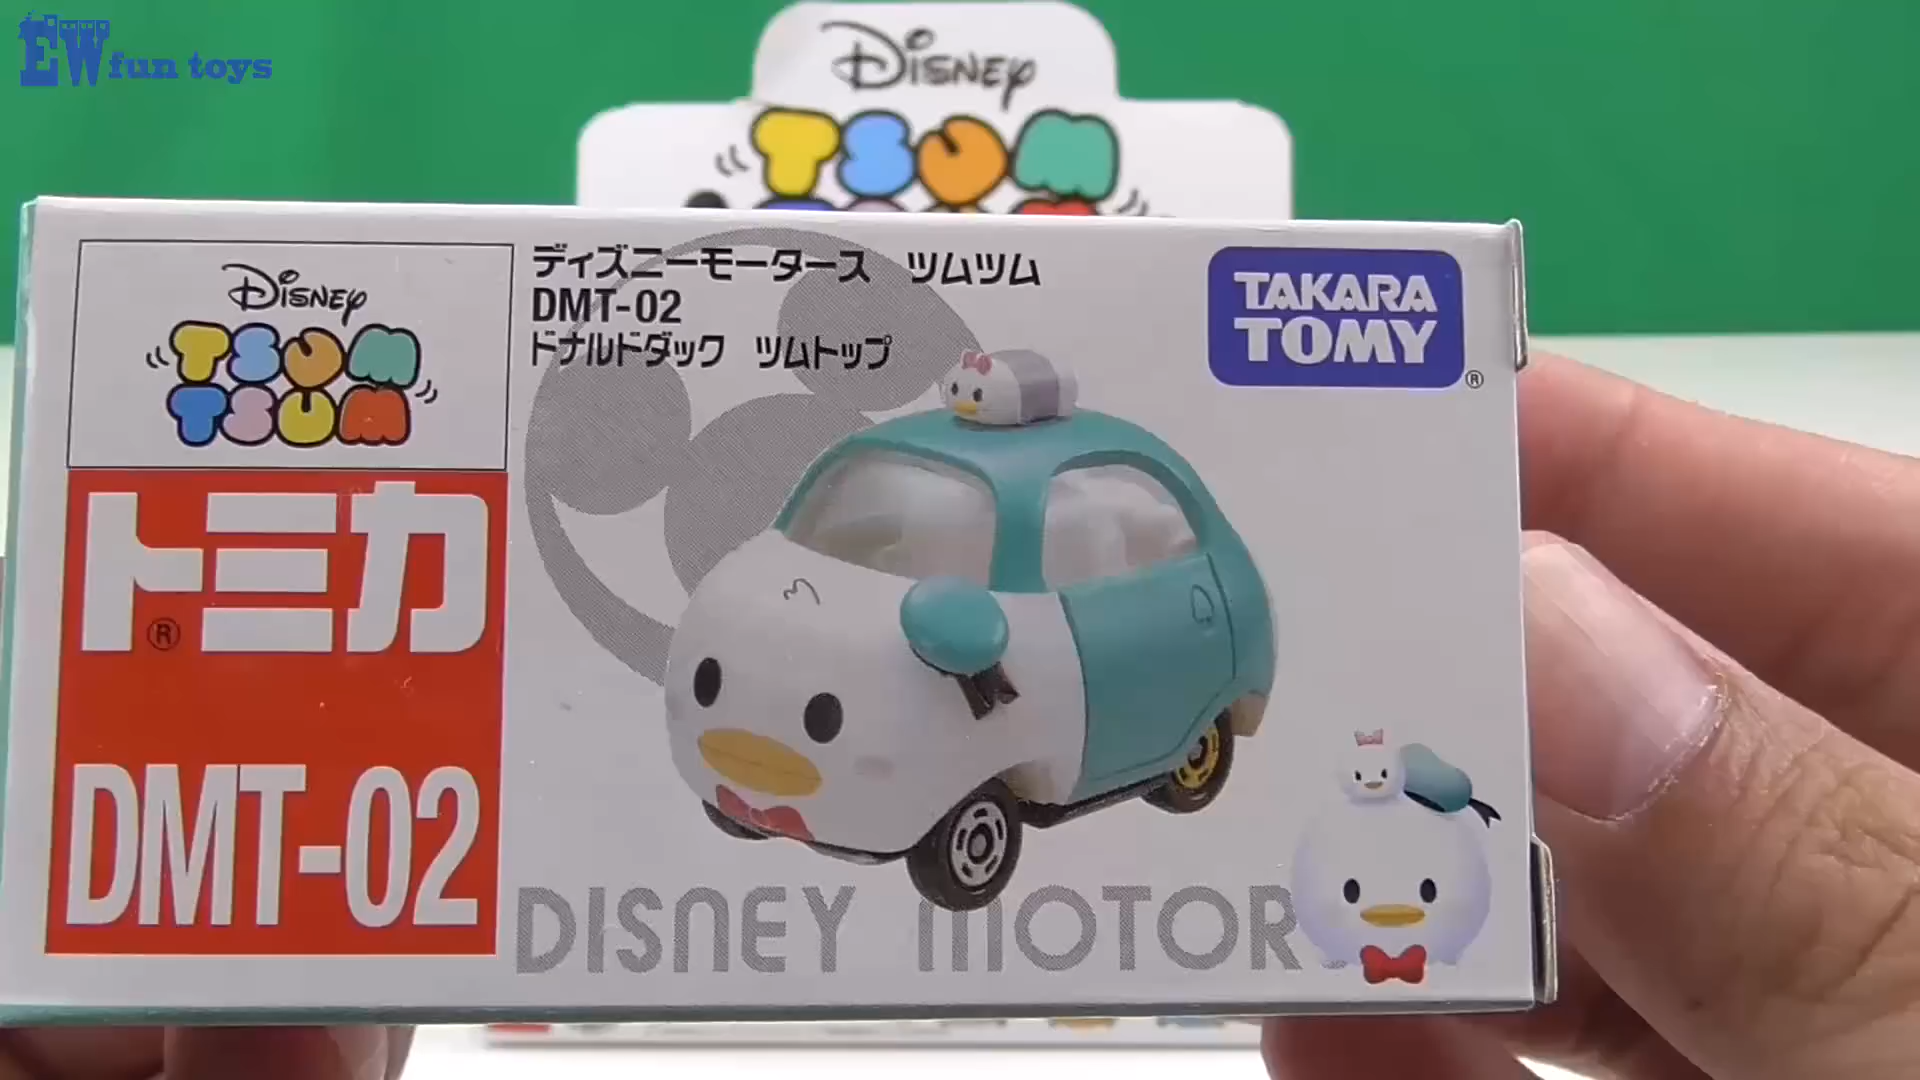 EW fun toys
Disney
TSUM
Disney
TSUM
TSUM
ディズニーモータース ツムツム
DMT-02
ドナルドダック ツムトップ
TAKARA
TOMY
®
トミカ
®
DMT-02
DISNEY MOTORS